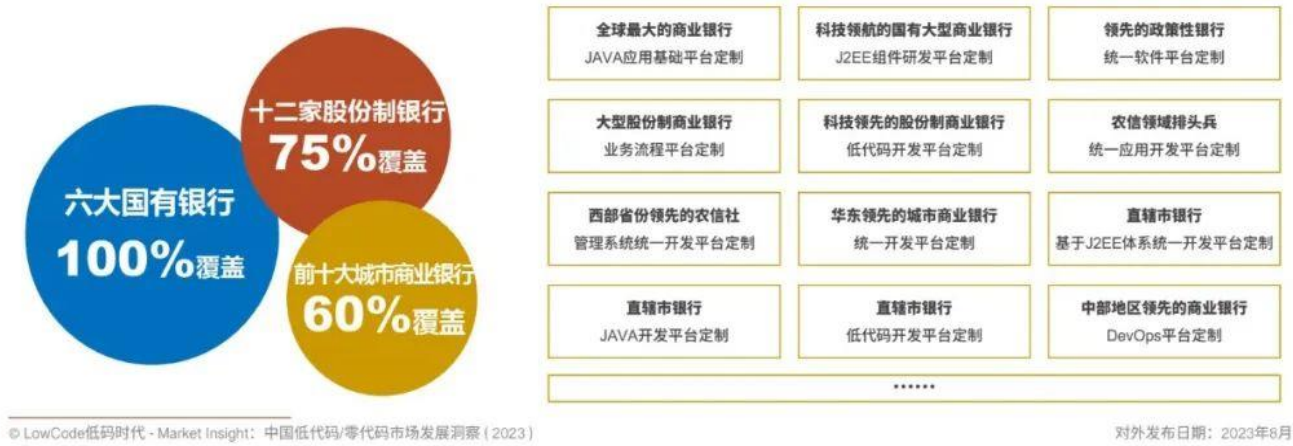 十二家股份制银行
75%覆盖
六大国有银行
100%覆盖
前十大城市商业银行
60%覆盖
全球最大的商业银行
JAVA应用基础平台定制
科技领航的国有大型商业银行
J2EE组件研发平台定制
领先的政策性银行
统一软件平台定制
大型股份制商业银行
业务流程平台定制
科技领先的股份制商业银行
低代码开发平台定制
农信领域排头兵
统一应用开发平台定制
西部省份领先的农信社
管理系统统一开发平台定制
华东领先的城市商业银行
统一开发平台定制
直辖市银行
基于J2EE体系统一开发平台定制
直辖市银行
JAVA开发平台定制
直辖市银行
低代码开发平台定制
中部地区领先的商业银行
DevOps平台定制
······
© LowCode低码时代 - Market Insight：中国低代码/零代码市场发展洞察 ( 2023 )
对外发布日期：2023年8月